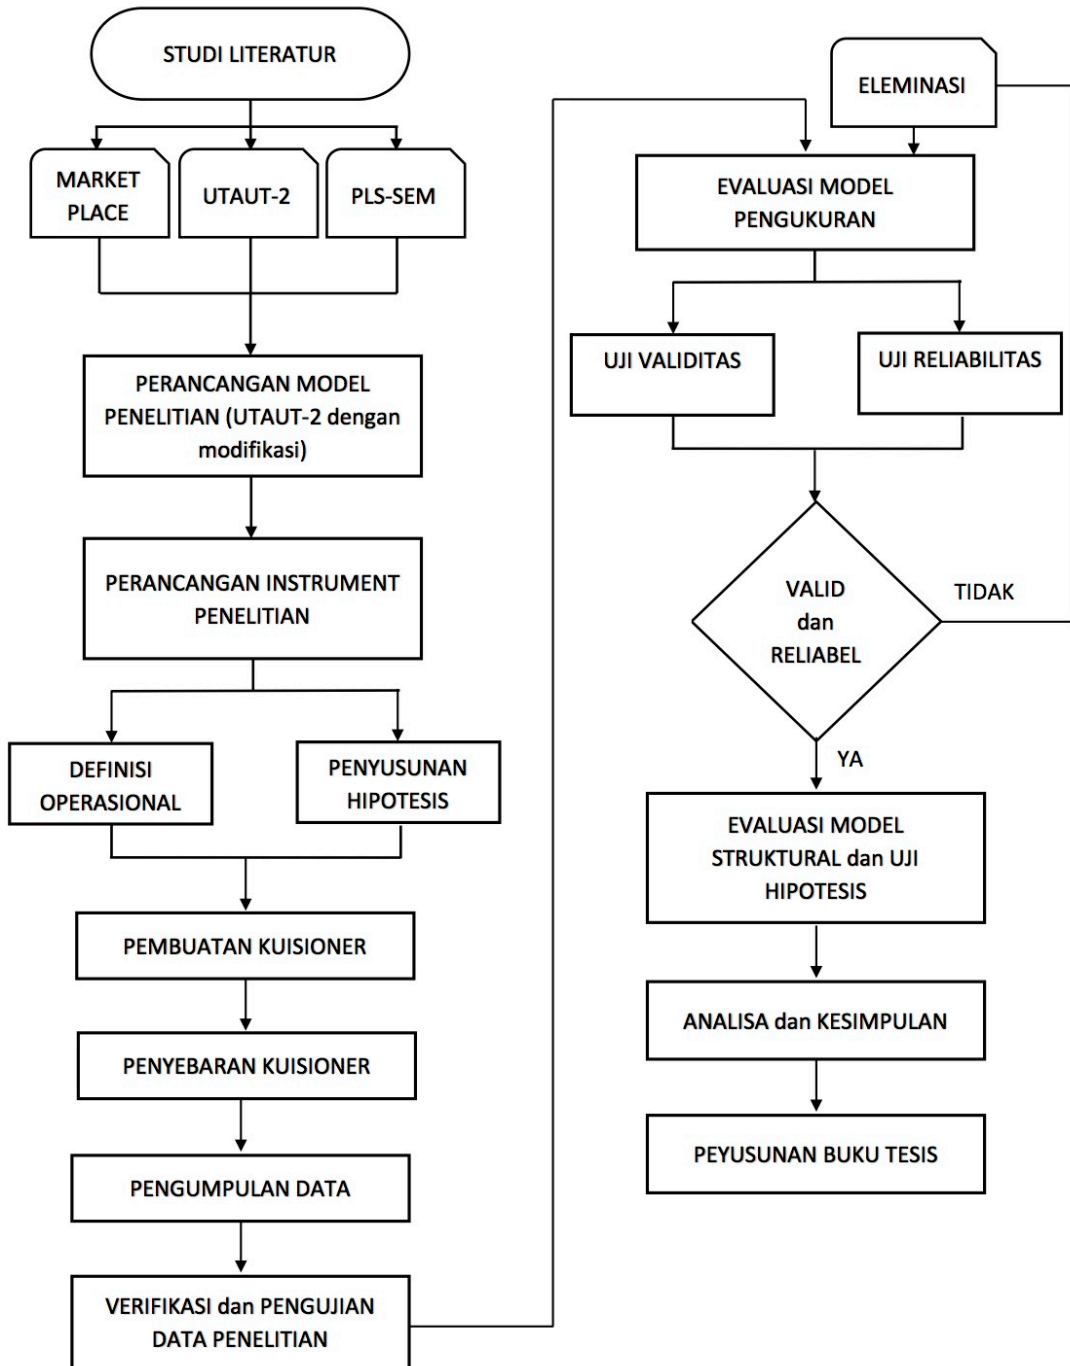 STUDI LITERATUR
MARKET
PLACE
UTAUT-2
PLS-SEM
PERANCANGAN MODEL
PENELITIAN (UTAUT-2 dengan
modifikasi)
PERANCANGAN INSTRUMENT
PENELITIAN
DEFINISI
OPERASIONAL
PENYUSUNAN
HIPOTESIS
PEMBUATAN KUISIONER
PENYEBARAN KUISIONER
PENGUMPULAN DATA
VERIFIKASI dan PENGUJIAN
DATA PENELITIAN
ELEMINASI
EVALUASI MODEL
PENGUKURAN
UJI VALIDITAS
UJI RELIABILITAS
VALID
dan
RELIABEL
TIDAK
YA
EVALUASI MODEL
STRUKTURAL dan UJI
HIPOTESIS
ANALISA dan KESIMPULAN
PEYUSUNAN BUKU TESIS